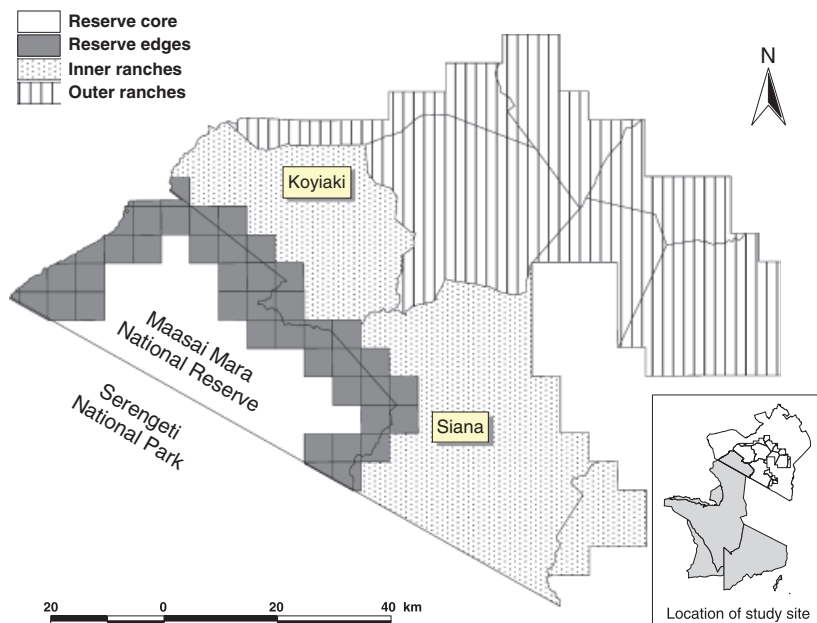 Reserve core
Reserve edges
Inner ranches
Outer ranches
N
Koyiaki
Maasai Mara
National Reserve
Serengeti
National Park
Siana
20 0 20 40 km
Location of study site